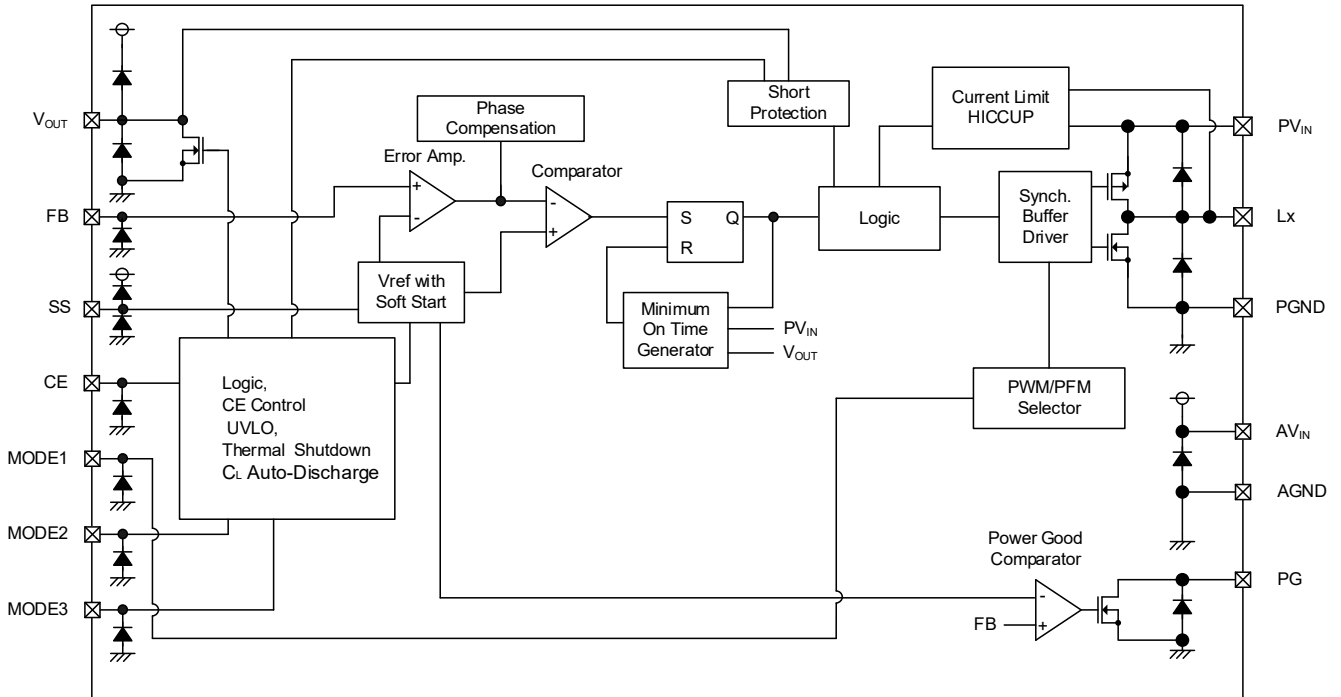 VOUT
FB
SS
CE
MODE1
MODE2
MODE3
Phase
Compensation
Error Amp.
+
-
Comparator
-
+
Vref with
Soft Start
Logic,
CE Control
UVLO,
Thermal Shutdown
CL Auto-Discharge
S
Q
R
Minimum
On Time
Generator
PVIN
VOUT
Short
Protection
Logic
Current Limit
HICCUP
Synch.
Buffer
Driver
PWM/PFM
Selector
Power Good
Comparator
-
FB
+
PVIN
Lx
PGND
AVIN
AGND
PG